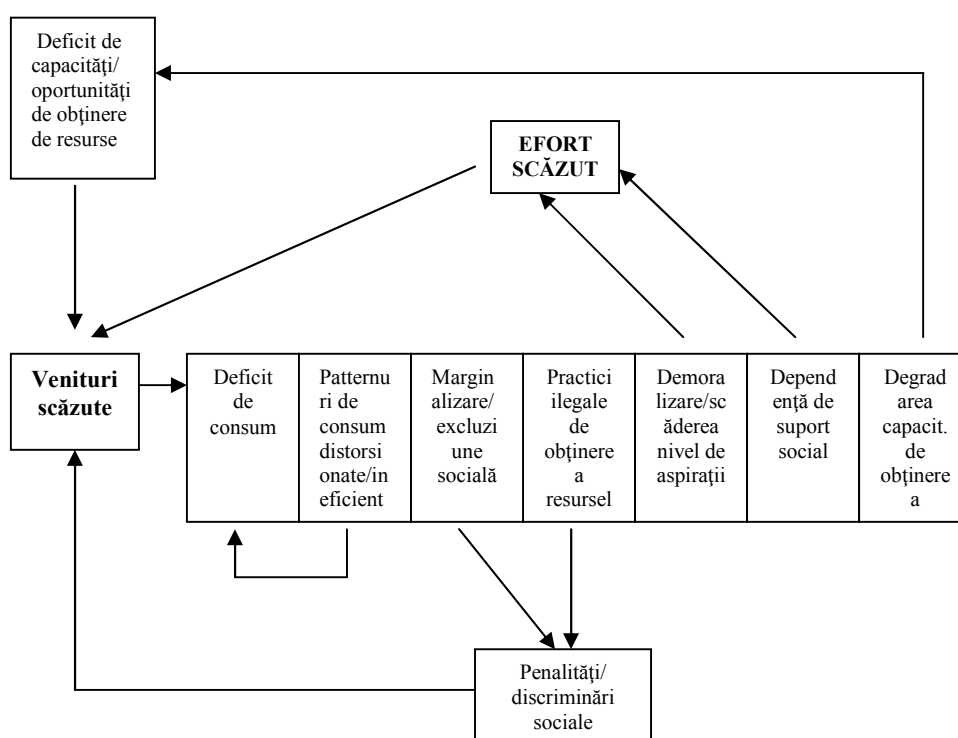 Deficit de
capacităţi/
oportunităţi
de obţinere
de resurse
EFORT
SCĂZUT
Venituri
scăzute
Deficit
de
consum
Patternu
ri de
consum
distorsi
onate/in
eficient
Margin
alizare/
excluzi
une
socială
Practici
ilegale
de
obţinere
a
resursel
Demora
lizare/sc
ăderea
nivel de
aspiraţii
Depend
enţă de
suport
social
Degrad
area
capacit.
de
obţinere
a
Penalităţi/
discriminări
sociale